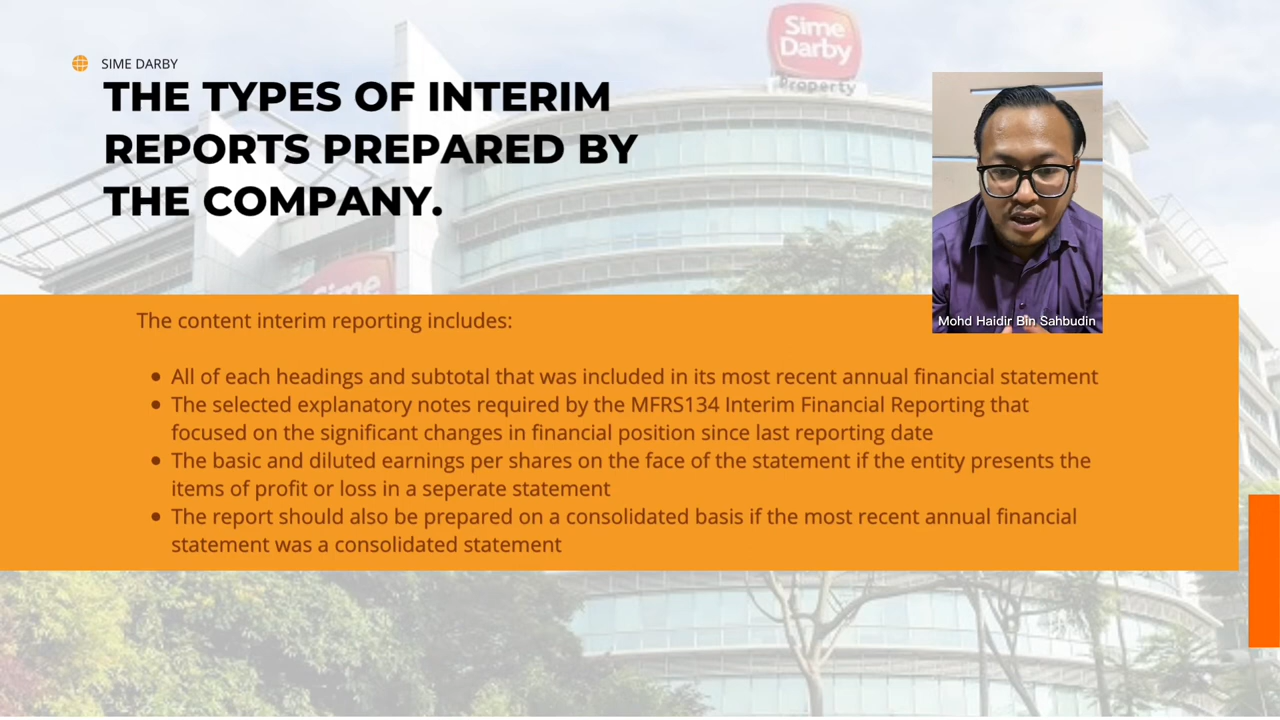 Sime
Darby
Property
SIME DARBY
THE TYPES OF INTERIM
REPORTS PREPARED BY
THE COMPANY.
Sime
Mohd Haidir Bin Sahbudin
The content interim reporting includes:
• All of each headings and subtotal that was included in its most recent annual financial statement
• The selected explanatory notes required by the MFRS134 Interim Financial Reporting that
focused on the significant changes in financial position since last reporting date
• The basic and diluted earnings per shares on the face of the statement if the entity presents the
items of profit or loss in a seperate statement
• The report should also be prepared on a consolidated basis if the most recent annual financial
statement was a consolidated statement